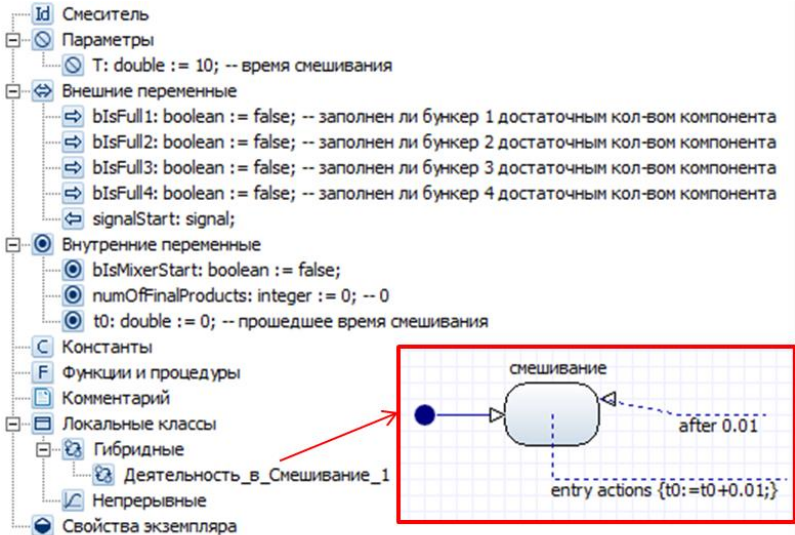 Id Смеситель
Параметры
T: double := 10; -- время смешивания
Внешние переменные
bIsFull1: boolean := false; -- заполнен ли бункер 1 достаточным кол-вом компонента
bIsFull2: boolean := false; -- заполнен ли бункер 2 достаточным кол-вом компонента
bIsFull3: boolean := false; -- заполнен ли бункер 3 достаточным кол-вом компонента
bIsFull4: boolean := false; -- заполнен ли бункер 4 достаточным кол-вом компонента
signalStart: signal;
Внутренние переменные
bIsMixerStart: boolean := false;
numOfFinalProducts: integer := 0; -- 0
t0: double := 0; -- прошедшее время смешивания
C Константы
F Функции и процедуры
Комментарий
Локальные классы
Гибридные
Деятельность_в_Смешивание_1
Непрерывные
Свойства экземпляра
смешивание
after 0.01
entry actions {t0:=t0+0.01;}